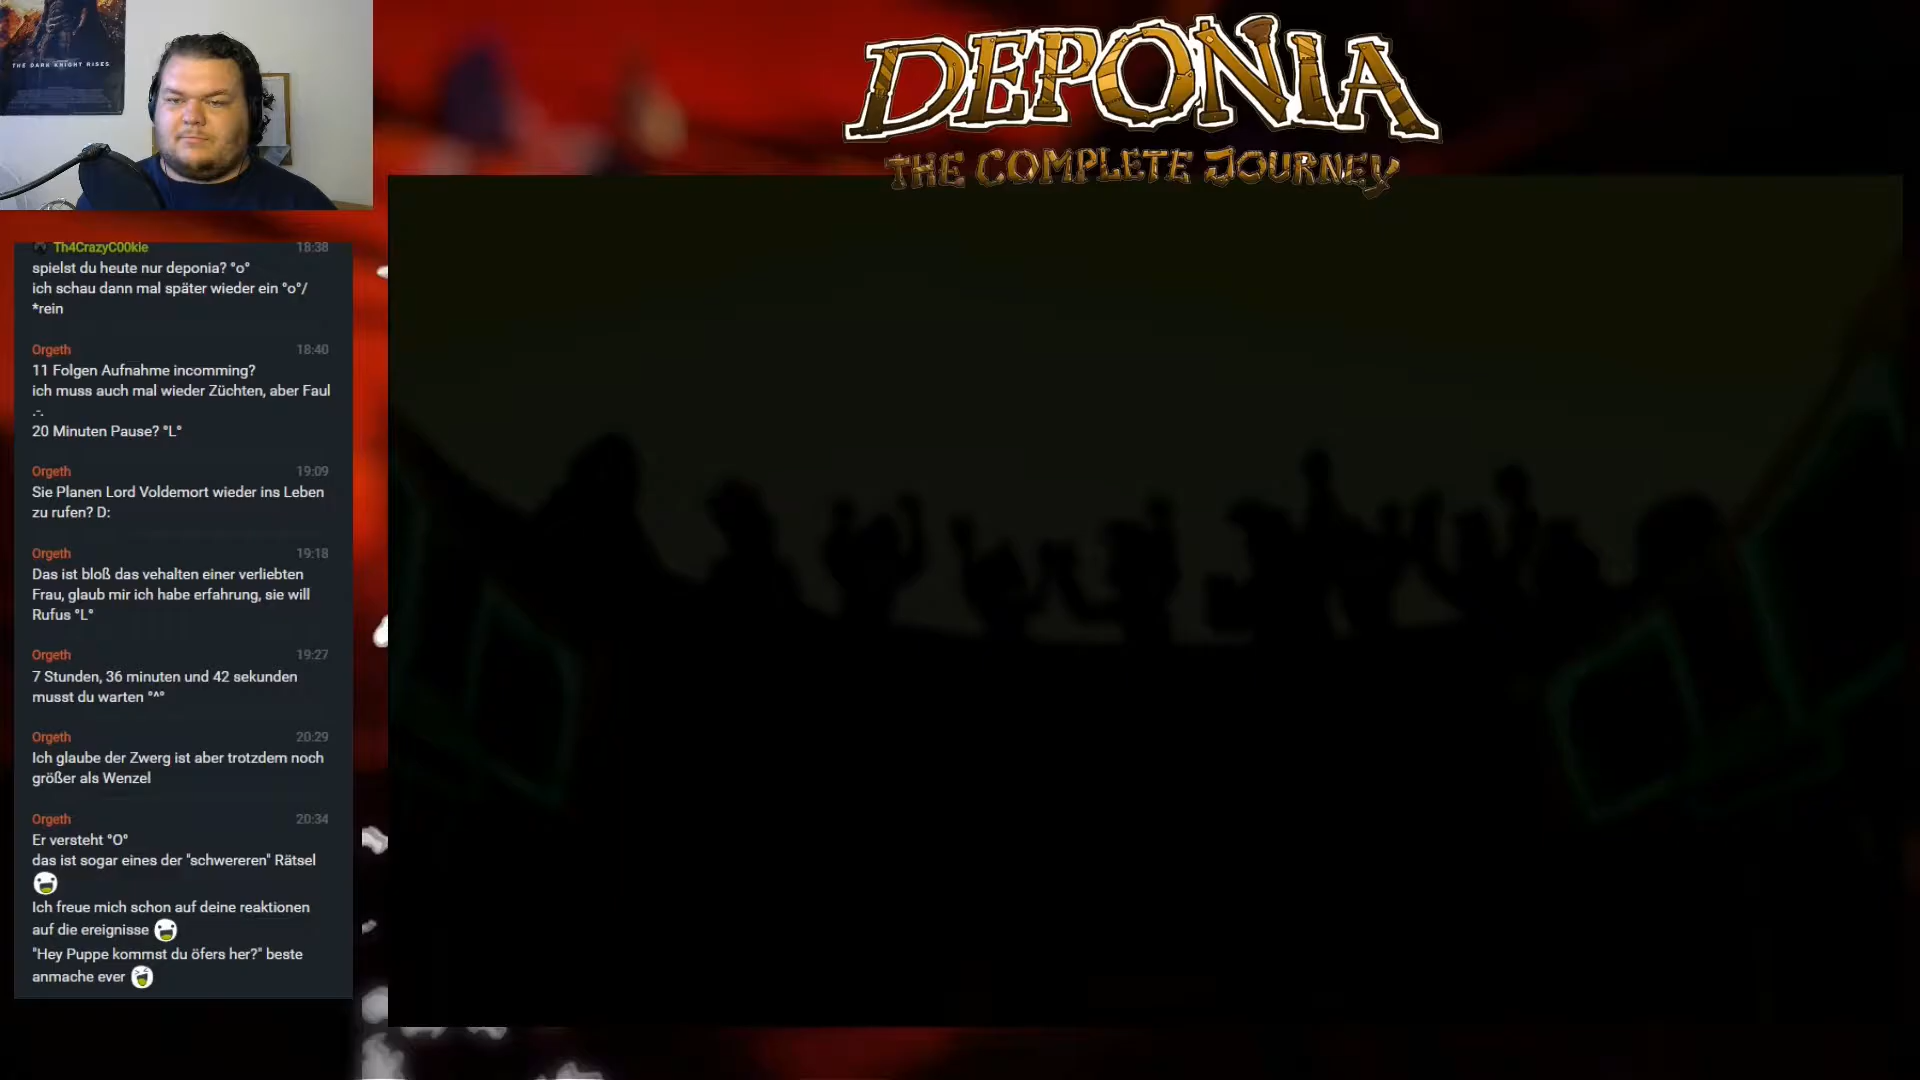 THE DARK KNIGHT RISES
DEPONIA
THE COMPLETE JOURNEY
Th4CrazyC00kie 18:38
spielst du heute nur deponia? °o°
ich schau dann mal später wieder ein °o°/
*rein
Orgeth 18:40
11 Folgen Aufnahme incomming?
ich muss auch mal wieder Züchten, aber Faul
.-.
20 Minuten Pause? °L°
Orgeth 19:09
Sie Planen Lord Voldemort wieder ins Leben
zu rufen? D:
Orgeth 19:18
Das ist bloß das vehalten einer verliebten
Frau, glaub mir ich habe erfahrung, sie will
Rufus °L°
Orgeth 19:27
7 Stunden, 36 minuten und 42 sekunden
musst du warten °^°
Orgeth 20:29
Ich glaube der Zwerg ist aber trotzdem noch
größer als Wenzel
Orgeth 20:34
Er versteht °O°
das ist sogar eines der "schwereren" Rätsel
Ich freue mich schon auf deine reaktionen
auf die ereignisse
"Hey Puppe kommst du öfers her?" beste
anmache ever